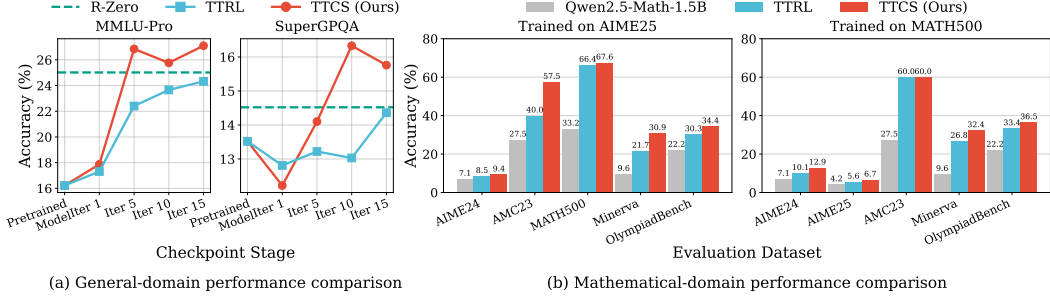 R-Zero TTRL TTCS (Ours)
Qwen2.5-Math-1.5B TTRL TTCS (Ours)
MMLU-Pro
SuperGPQA
Trained on AIME25
Trained on MATH500
Accuracy (%)
26
24
22
20
18
16
Pretrained Model
Iter 1
Iter 5
Iter 10
Iter 15
16
15
14
13
Pretrained Model
Iter 1
Iter 5
Iter 10
Iter 15
Checkpoint Stage
Accuracy (%)
80
60
40
20
0
7.1 8.5 9.4
27.5 40.0 57.5
33.2 66.4 67.6
9.6 21.7 30.9
22.2 30.3 34.4
AIME24
AMC23
MATH500
Minerva
OlympiadBench
80
60
40
20
0
7.1 10.1 12.9
4.2 5.6 6.7
27.5 60.0 60.0
9.6 26.8 32.4
22.2 33.4 36.5
AIME24
AIME25
AMC23
Minerva
OlympiadBench
Evaluation Dataset
(a) General-domain performance comparison
(b) Mathematical-domain performance comparison